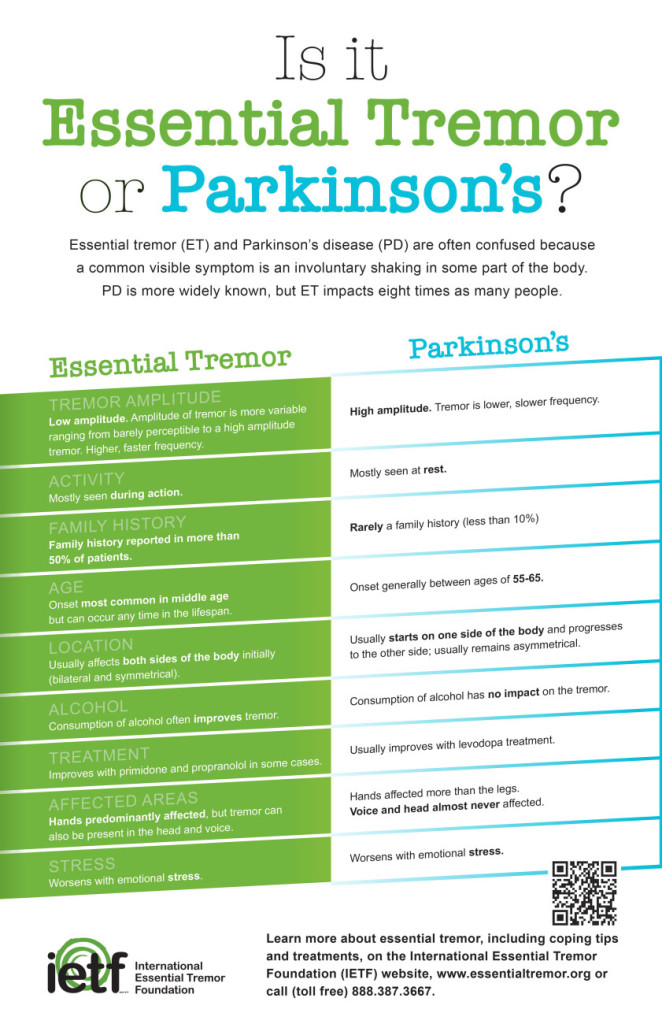 Is it
Essential Tremor
or Parkinson's?
Essential tremor (ET) and Parkinson's disease (PD) are often confused because
a common visible symptom is an involuntary shaking in some part of the body.
PD is more widely known, but ET impacts eight times as many people.
Essential Tremor
Parkinson's
TREMOR AMPLITUDE
Low amplitude. Amplitude of tremor is more variable
ranging from barely perceptible to a high amplitude
tremor. Higher, faster frequency.
High amplitude. Tremor is lower, slower frequency.
ACTIVITY
Mostly seen during action.
Mostly seen at rest.
FAMILY HISTORY
Family history reported in more than
50% of patients.
Rarely a family history (less than 10%)
AGE
Onset most common in middle age
but can occur any time in the lifespan.
Onset generally between ages of 55-65.
LOCATION
Usually affects both sides of the body initially
(bilateral and symmetrical).
Usually starts on one side of the body and progresses
to the other side; usually remains asymmetrical.
ALCOHOL
Consumption of alcohol often improves tremor.
Consumption of alcohol has no impact on the tremor.
TREATMENT
Improves with primidone and propranolol in some cases.
Usually improves with levodopa treatment.
AFFECTED AREAS
Hands predominantly affected, but tremor can
also be present in the head and voice.
Hands affected more than the legs.
Voice and head almost never affected.
STRESS
Worsens with emotional stress.
Worsens with emotional stress.
ietf
International
Essential Tremor
Foundation
Learn more about essential tremor, including coping tips
and treatments, on the International Essential Tremor
Foundation (IETF) website, www.essentialtremor.org or
call (toll free) 888.387.3667.